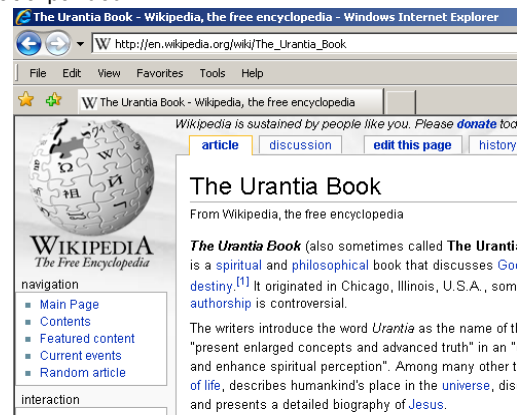 The Urantia Book - Wikipedia, the free encyclopedia - Windows Internet Explorer
W http://en.wikipedia.org/wiki/The_Urantia_Book
File Edit View Favorites Tools Help
W The Urantia Book - Wikipedia, the free encyclopedia
Wikipedia is sustained by people like you. Please donate tod
article discussion edit this page history
The Urantia Book
From Wikipedia, the free encyclopedia
The Urantia Book (also sometimes called The Uranti
is a spiritual and philosophical book that discusses Go
destiny.[1] It originated in Chicago, Illinois, U.S.A., som
authorship is controversial.
The writers introduce the word Urantia as the name of t
"present enlarged concepts and advanced truth" in an "
and enhance spiritual perception". Among many other t
of life, describes humankind's place in the universe, dis
and presents a detailed biography of Jesus.
WIKIPEDIA
The Free Encyclopedia
navigation
Main Page
Contents
Featured content
Current events
Random article
interaction